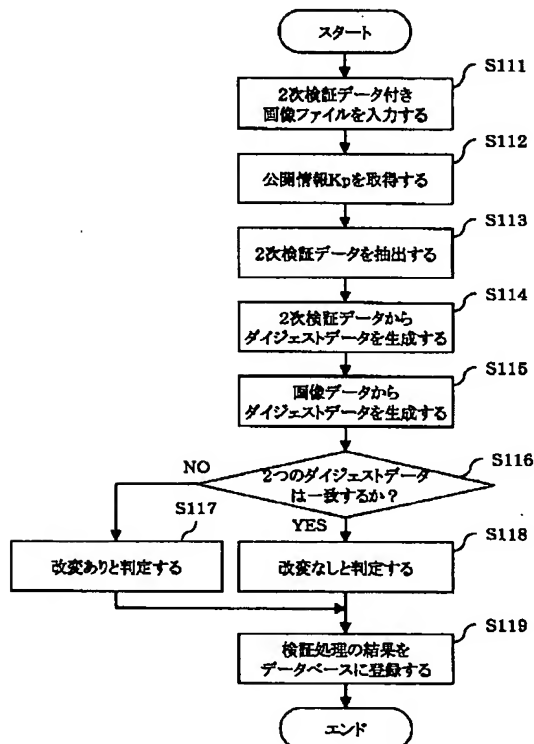 スタート
S111
2次検証データ付き
画像ファイルを入力する
S112
公開情報Kpを取得する
S113
2次検証データを抽出する
S114
2次検証データから
ダイジェストデータを生成する
S115
画像データから
ダイジェストデータを生成する
S116
2つのダイジェストデータ
は一致するか？
NO
YES
S117
改変ありと判定する
S118
改変なしと判定する
S119
検証処理の結果を
データベースに登録する
エンド